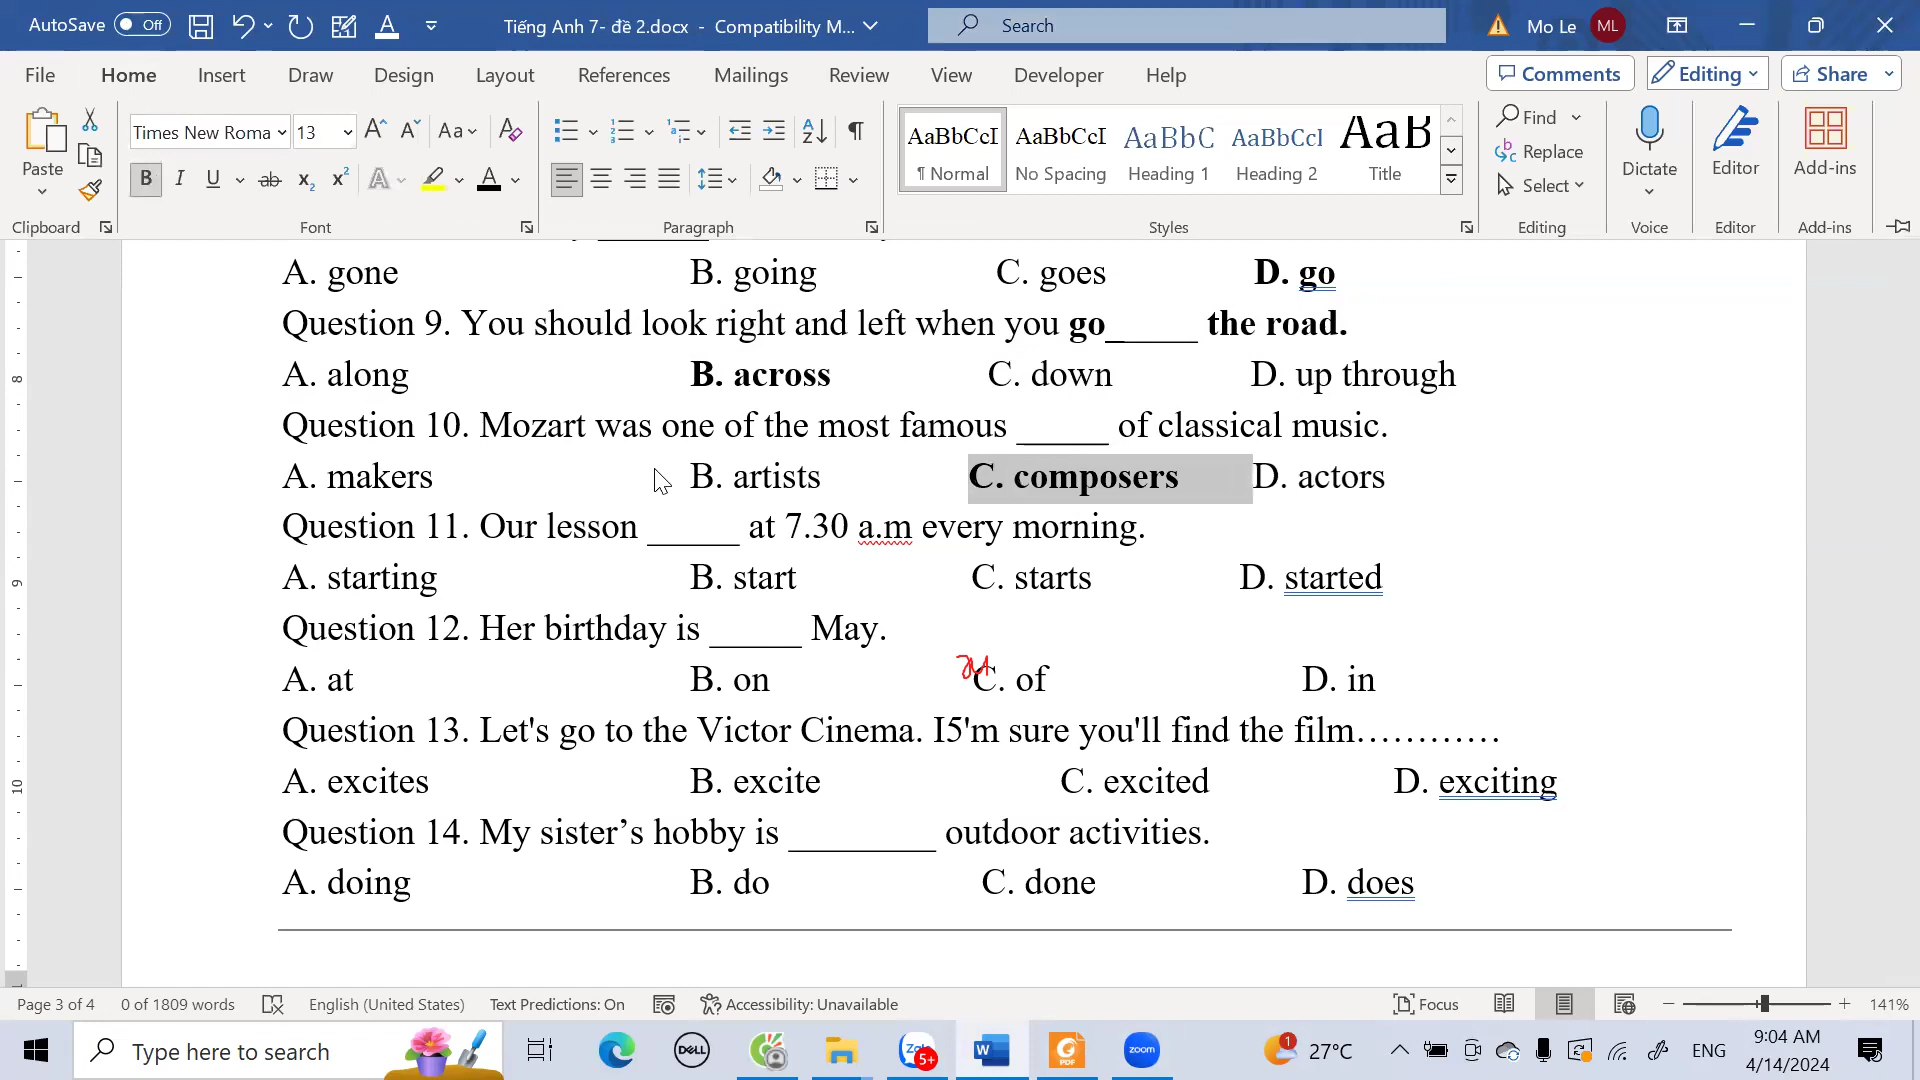 AutoSave Off Tiếng Anh 7- đề 2.docx - Compatibility M... Search Mo Le ML
File Home Insert Draw Design Layout References Mailings Review View Developer Help Comments Editing Share
Paste Times New Roma 13 Aa AaBbCcI AaBbCcI AaBbC AaBbCcI AaB Find Replace Select Dictate Editor Add-ins
¶ Normal No Spacing Heading 1 Heading 2 Title
Clipboard Font Paragraph Styles Editing Voice Editor Add-ins
A. gone B. going C. goes D. go
Question 9. You should look right and left when you go_____ the road.
A. along B. across C. down D. up through
Question 10. Mozart was one of the most famous _____ of classical music.
A. makers B. artists C. composers D. actors
Question 11. Our lesson _____ at 7.30 a.m every morning.
A. starting B. start C. starts D. started
Question 12. Her birthday is _____ May.
A. at B. on C. of D. in
Question 13. Let's go to the Victor Cinema. I5'm sure you'll find the film…………
A. excites B. excite C. excited D. exciting
Question 14. My sister’s hobby is ________ outdoor activities.
A. doing B. do C. done D. does
Page 3 of 4 0 of 1809 words English (United States) Text Predictions: On Accessibility: Unavailable Focus 141%
Type here to search DELL Zalo 5+ W zoom 1 27°C ENG 9:04 AM
4/14/2024